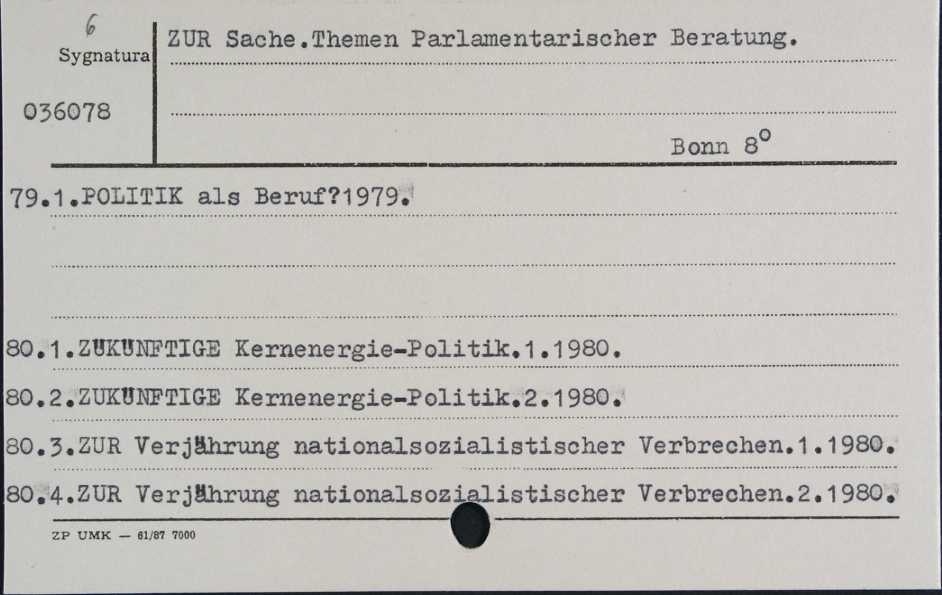 6
Sygnatura
ZUR Sache.Themen Parlamentarischer Beratung.
036078
Bonn 8°
79.1.POLITIK als Beruf?1979.
80.1.ZÜKÜNFTIGE Kernenergie-Politik.1.1980.
80.2.ZUKÜNFTIGE Kernenergie-Politik.2.1980.
80.3.ZUR Verjährung nationalsozialistischer Verbrechen.1.1980.
80.4.ZUR Verjährung nationalsozialistischer Verbrechen.2.1980.
ZP UMK — 61/87 7000